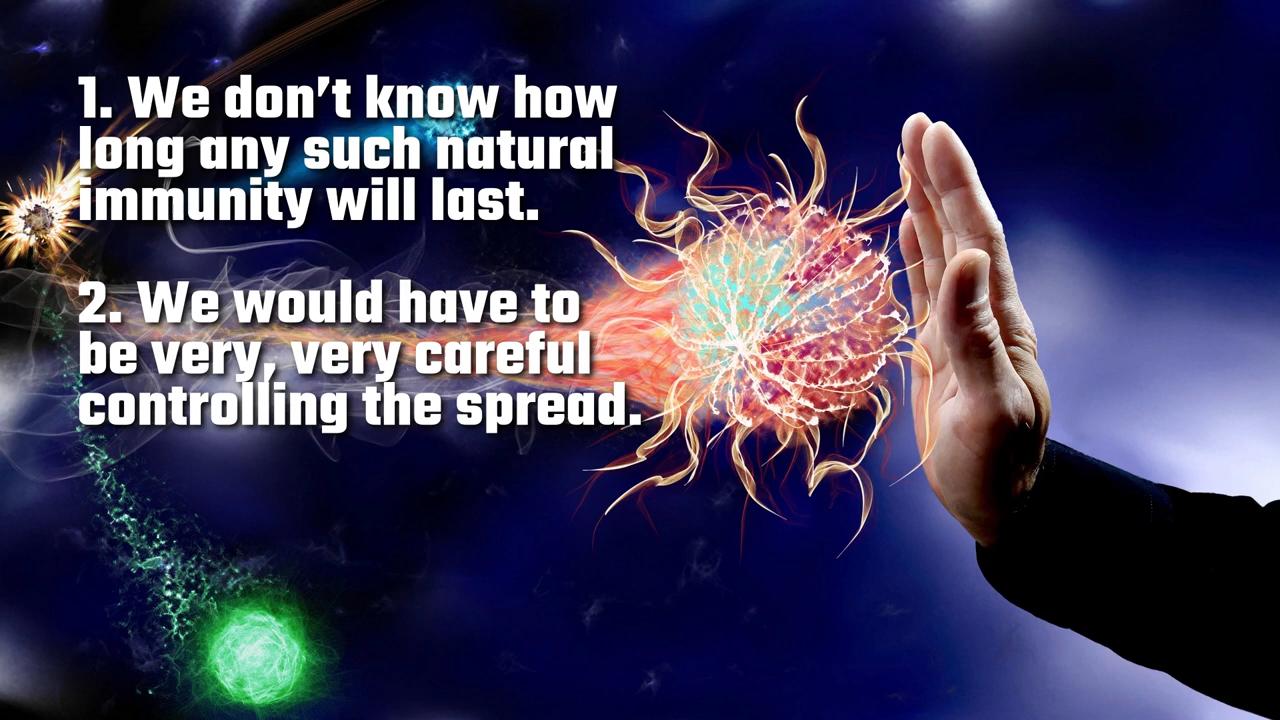 1. We don’t know how
long any such natural
immunity will last.
2. We would have to
be very, very careful
controlling the spread.